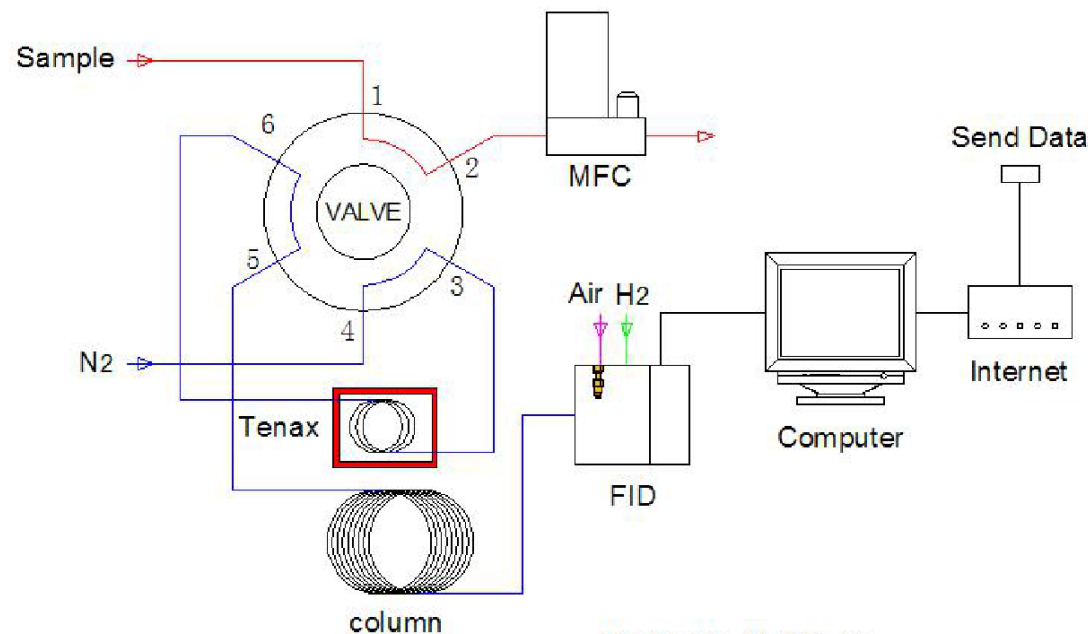 Sample
1
6
2
VALVE
MFC
Send Data
5
3
4
Air H2
N2
Internet
Tenax
Computer
FID
column